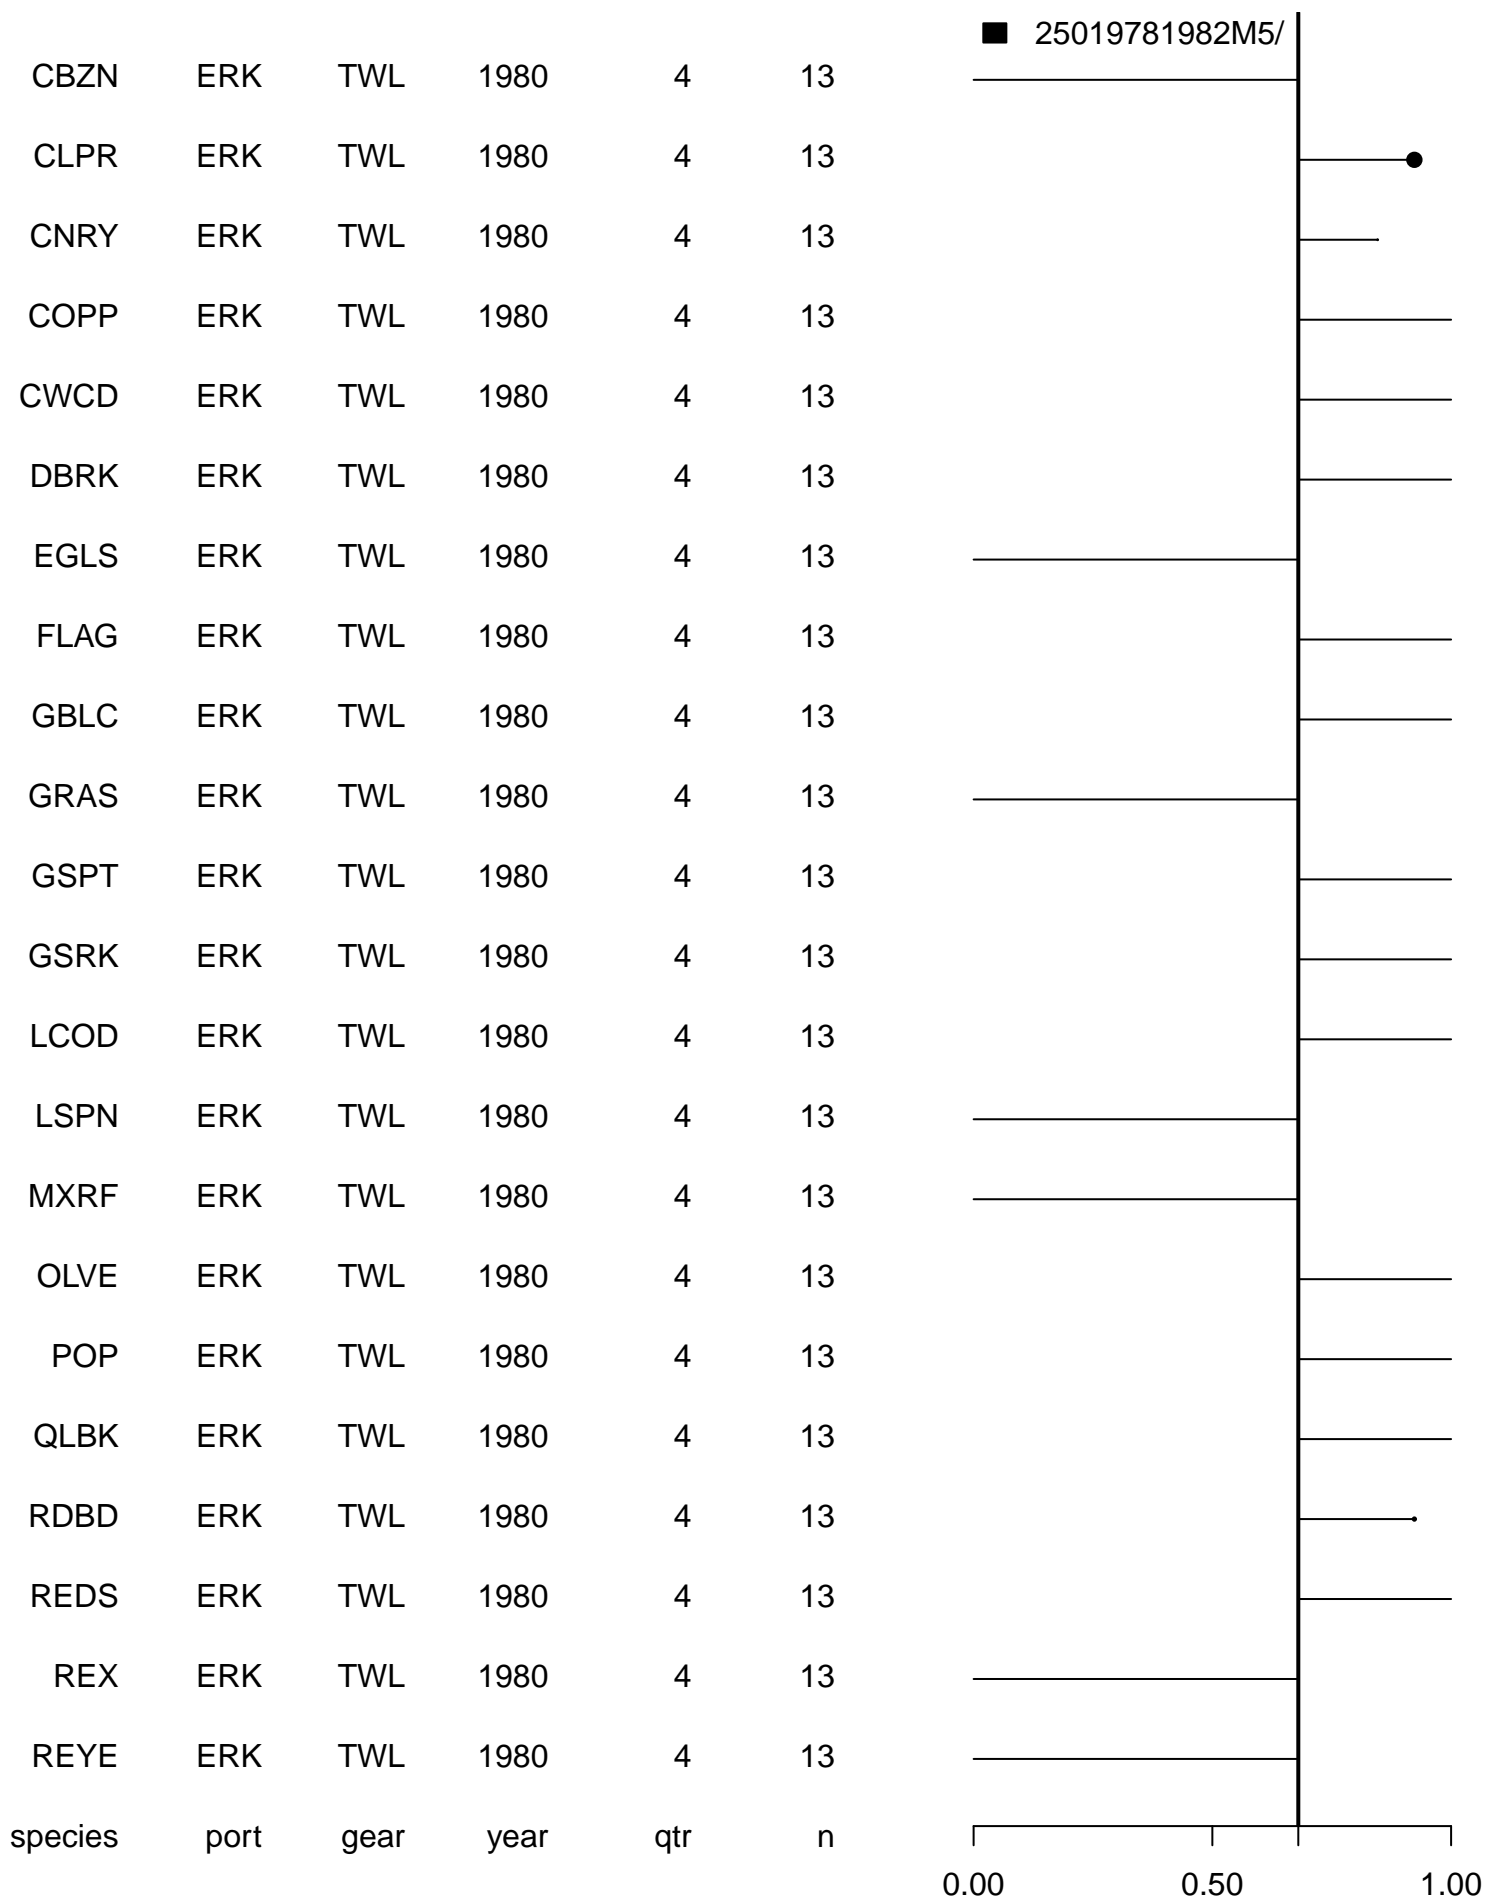 25019781982M5/
CBZN ERK TWL 1980 4 13
CLPR ERK TWL 1980 4 13
CNRY ERK TWL 1980 4 13
COPP ERK TWL 1980 4 13
CWCD ERK TWL 1980 4 13
DBRK ERK TWL 1980 4 13
EGLS ERK TWL 1980 4 13
FLAG ERK TWL 1980 4 13
GBLC ERK TWL 1980 4 13
GRAS ERK TWL 1980 4 13
GSPT ERK TWL 1980 4 13
GSRK ERK TWL 1980 4 13
LCOD ERK TWL 1980 4 13
LSPN ERK TWL 1980 4 13
MXRF ERK TWL 1980 4 13
OLVE ERK TWL 1980 4 13
POP ERK TWL 1980 4 13
QLBK ERK TWL 1980 4 13
RDBD ERK TWL 1980 4 13
REDS ERK TWL 1980 4 13
REX ERK TWL 1980 4 13
REYE ERK TWL 1980 4 13
species port gear year qtr n
0.00 0.50 1.00